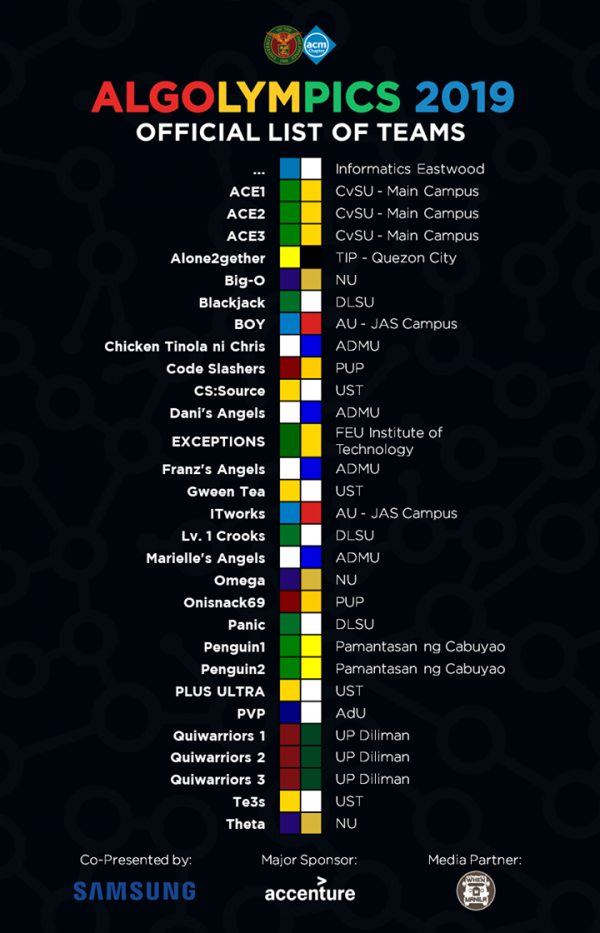 acm
Chapter
ALGOLYMPICS 2019
OFFICIAL LIST OF TEAMS
... Informatics Eastwood
ACE1 CvSU - Main Campus
ACE2 CvSU - Main Campus
ACE3 CvSU - Main Campus
Alone2gether TIP - Quezon City
Big-O NU
Blackjack DLSU
BOY AU - JAS Campus
Chicken Tinola ni Chris ADMU
Code Slashers PUP
CS:Source UST
Dani's Angels ADMU
EXCEPTIONS FEU Institute of
Technology
Franz's Angels ADMU
Gween Tea UST
ITworks AU - JAS Campus
Lv. 1 Crooks DLSU
Marielle's Angels ADMU
Omega NU
Onisnack69 PUP
Panic DLSU
Penguin1 Pamantasan ng Cabuyao
Penguin2 Pamantasan ng Cabuyao
PLUS ULTRA UST
PVP AdU
Quiwarriors 1 UP Diliman
Quiwarriors 2 UP Diliman
Quiwarriors 3 UP Diliman
Te3s UST
Theta NU
Co-Presented by: Major Sponsor: Media Partner:
SAMSUNG accenture WHEN
MANILA